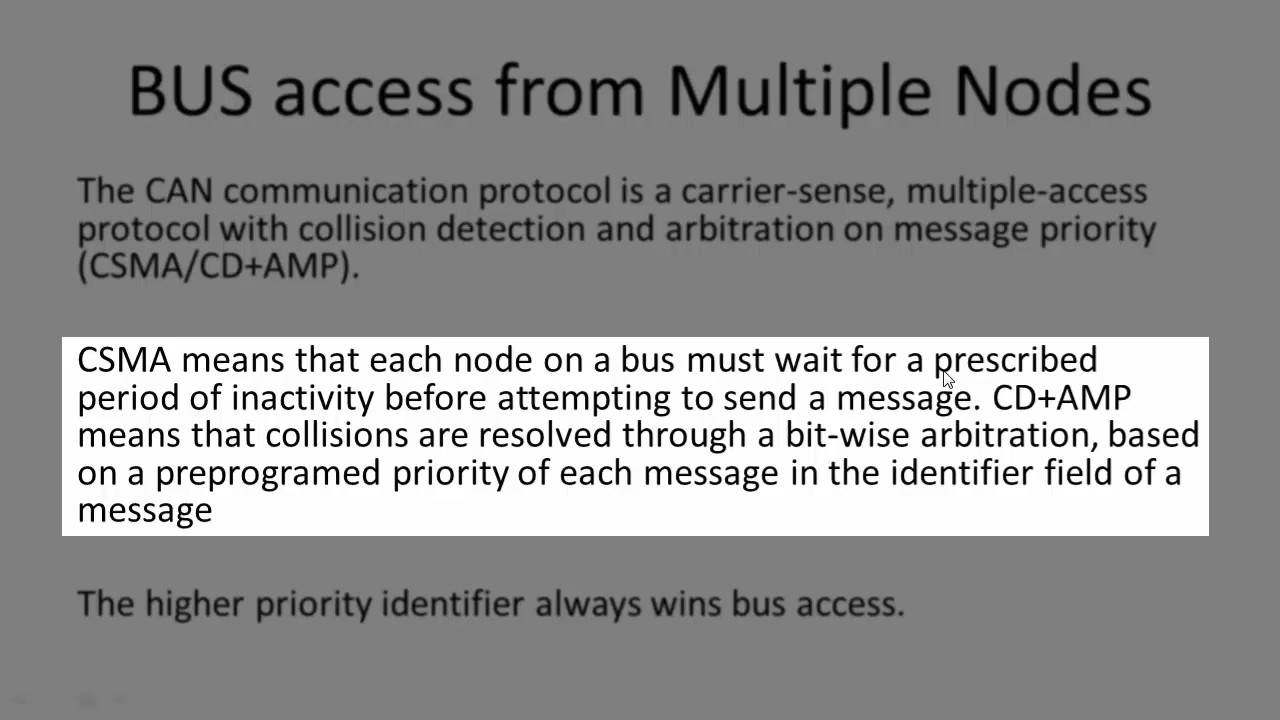 BUS access from Multiple Nodes
The CAN communication protocol is a carrier-sense, multiple-access
protocol with collision detection and arbitration on message priority
(CSMA/CD+AMP).
CSMA means that each node on a bus must wait for a prescribed
period of inactivity before attempting to send a message. CD+AMP
means that collisions are resolved through a bit-wise arbitration, based
on a preprogramed priority of each message in the identifier field of a
message
The higher priority identifier always wins bus access.